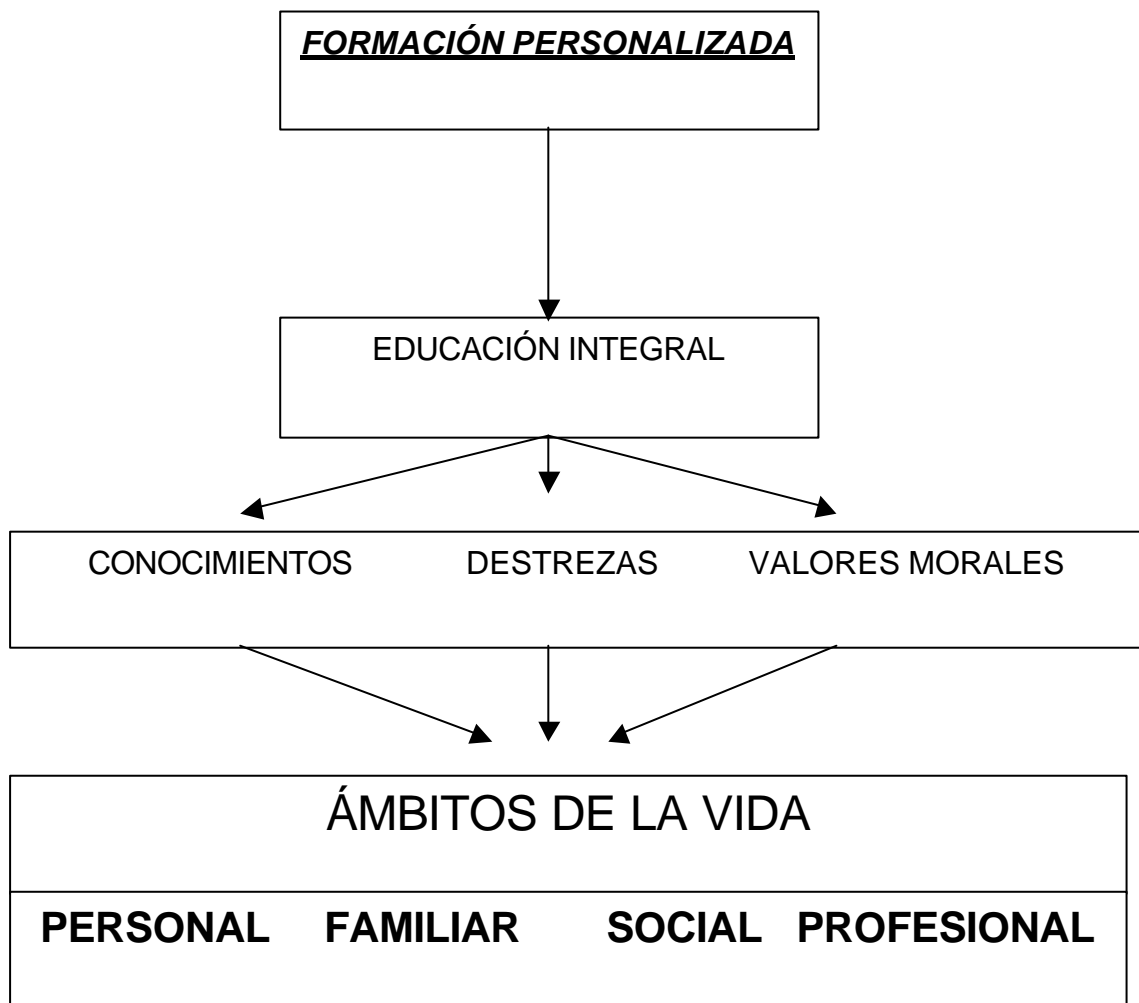 FORMACIÓN PERSONALIZADA
EDUCACIÓN INTEGRAL
CONOCIMIENTOS DESTREZAS VALORES MORALES
ÁMBITOS DE LA VIDA
PERSONAL FAMILIAR SOCIAL PROFESIONAL